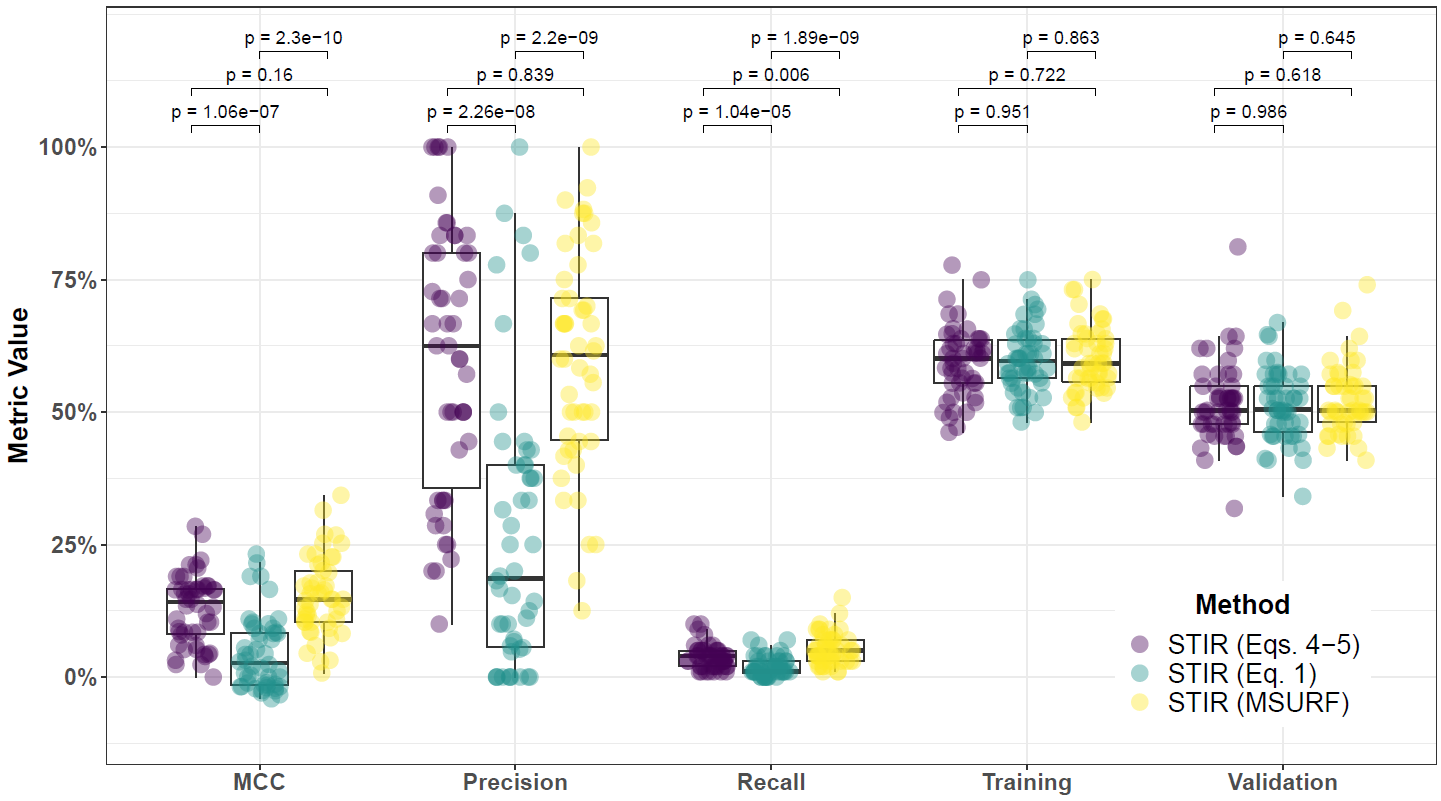 p = 2.3e−10
p = 2.2e−09
p = 1.89e−09
p = 0.863
p = 0.645
p = 0.16
p = 0.839
p = 0.006
p = 0.722
p = 0.618
p = 1.06e−07
p = 2.26e−08
p = 1.04e−05
p = 0.951
p = 0.986
100%
75%
50%
25%
0%
Metric Value
Method
STIR (Eqs. 4−5)
STIR (Eq. 1)
STIR (MSURF)
MCC
Precision
Recall
Training
Validation